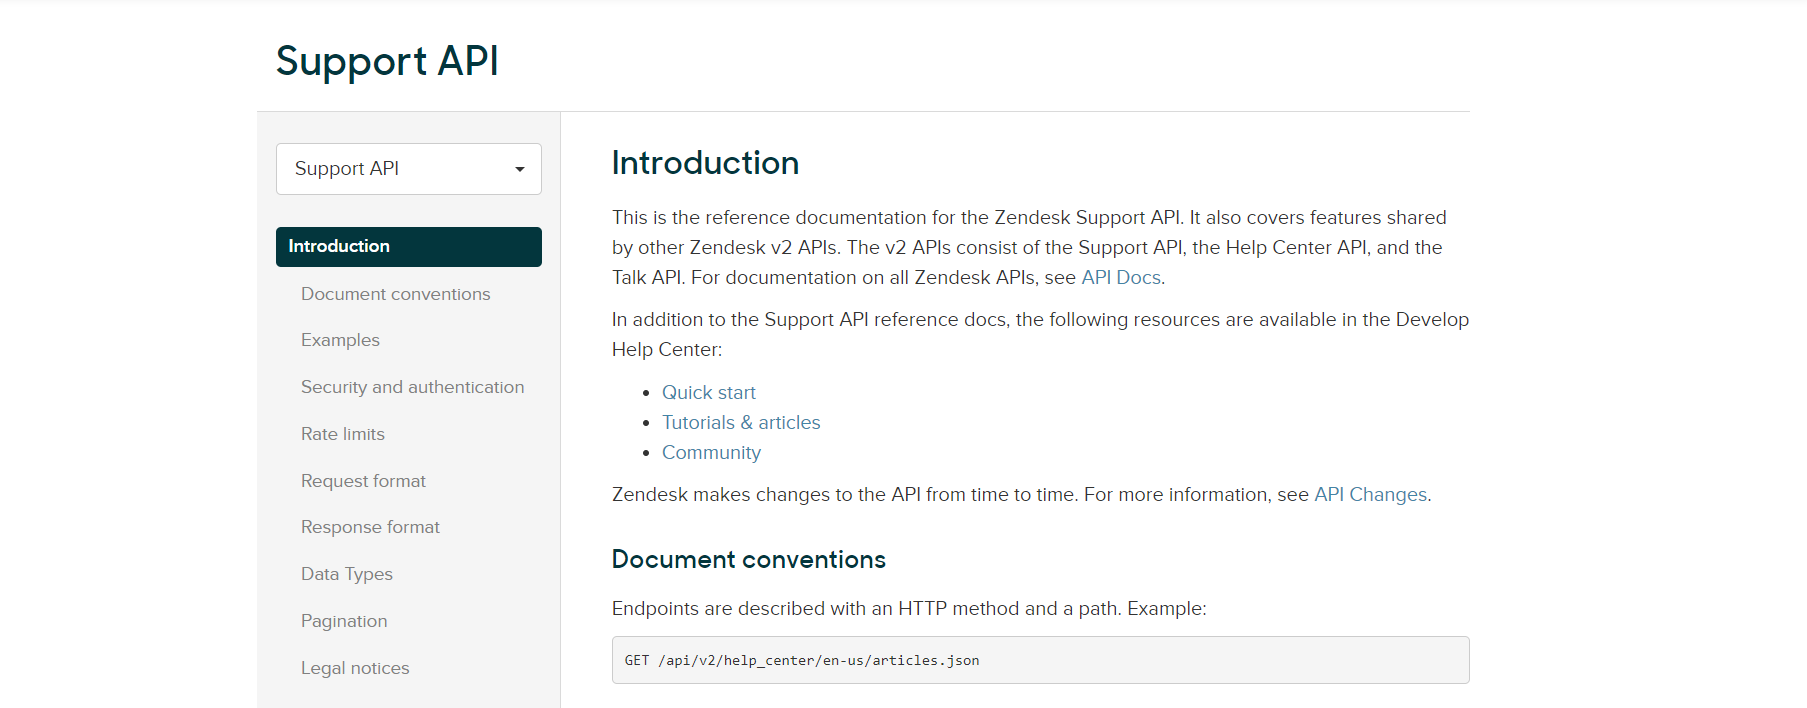 Support API
Support API
Introduction
Document conventions
Examples
Security and authentication
Rate limits
Request format
Response format
Data Types
Pagination
Legal notices
Introduction
This is the reference documentation for the Zendesk Support API. It also covers features shared
by other Zendesk v2 APIs. The v2 APIs consist of the Support API, the Help Center API, and the
Talk API. For documentation on all Zendesk APIs, see API Docs.
In addition to the Support API reference docs, the following resources are available in the Develop
Help Center:
• Quick start
• Tutorials & articles
• Community
Zendesk makes changes to the API from time to time. For more information, see API Changes.
Document conventions
Endpoints are described with an HTTP method and a path. Example:
GET /api/v2/help_center/en-us/articles.json